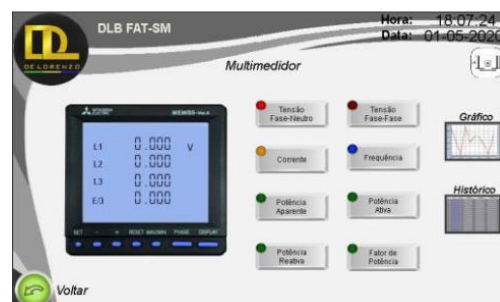 DLB FAT-SM
Hora: 18:07:24
Data: 01-05-2020
DE LORENZO
Multimedidor
MITSUBISHI
ELECTRIC
L1 0.000 V
L2 0.000
L3 0.000
E/3 0.000
SET - + RESET MAX/MIN PHASE DISPLAY
Tensão
Fase-Neutro
Tensão
Fase-Fase
Corrente
Frequência
Potência
Aparente
Potência
Ativa
Potência
Reativa
Fator de
Potência
Gráfico
Histórico
Voltar